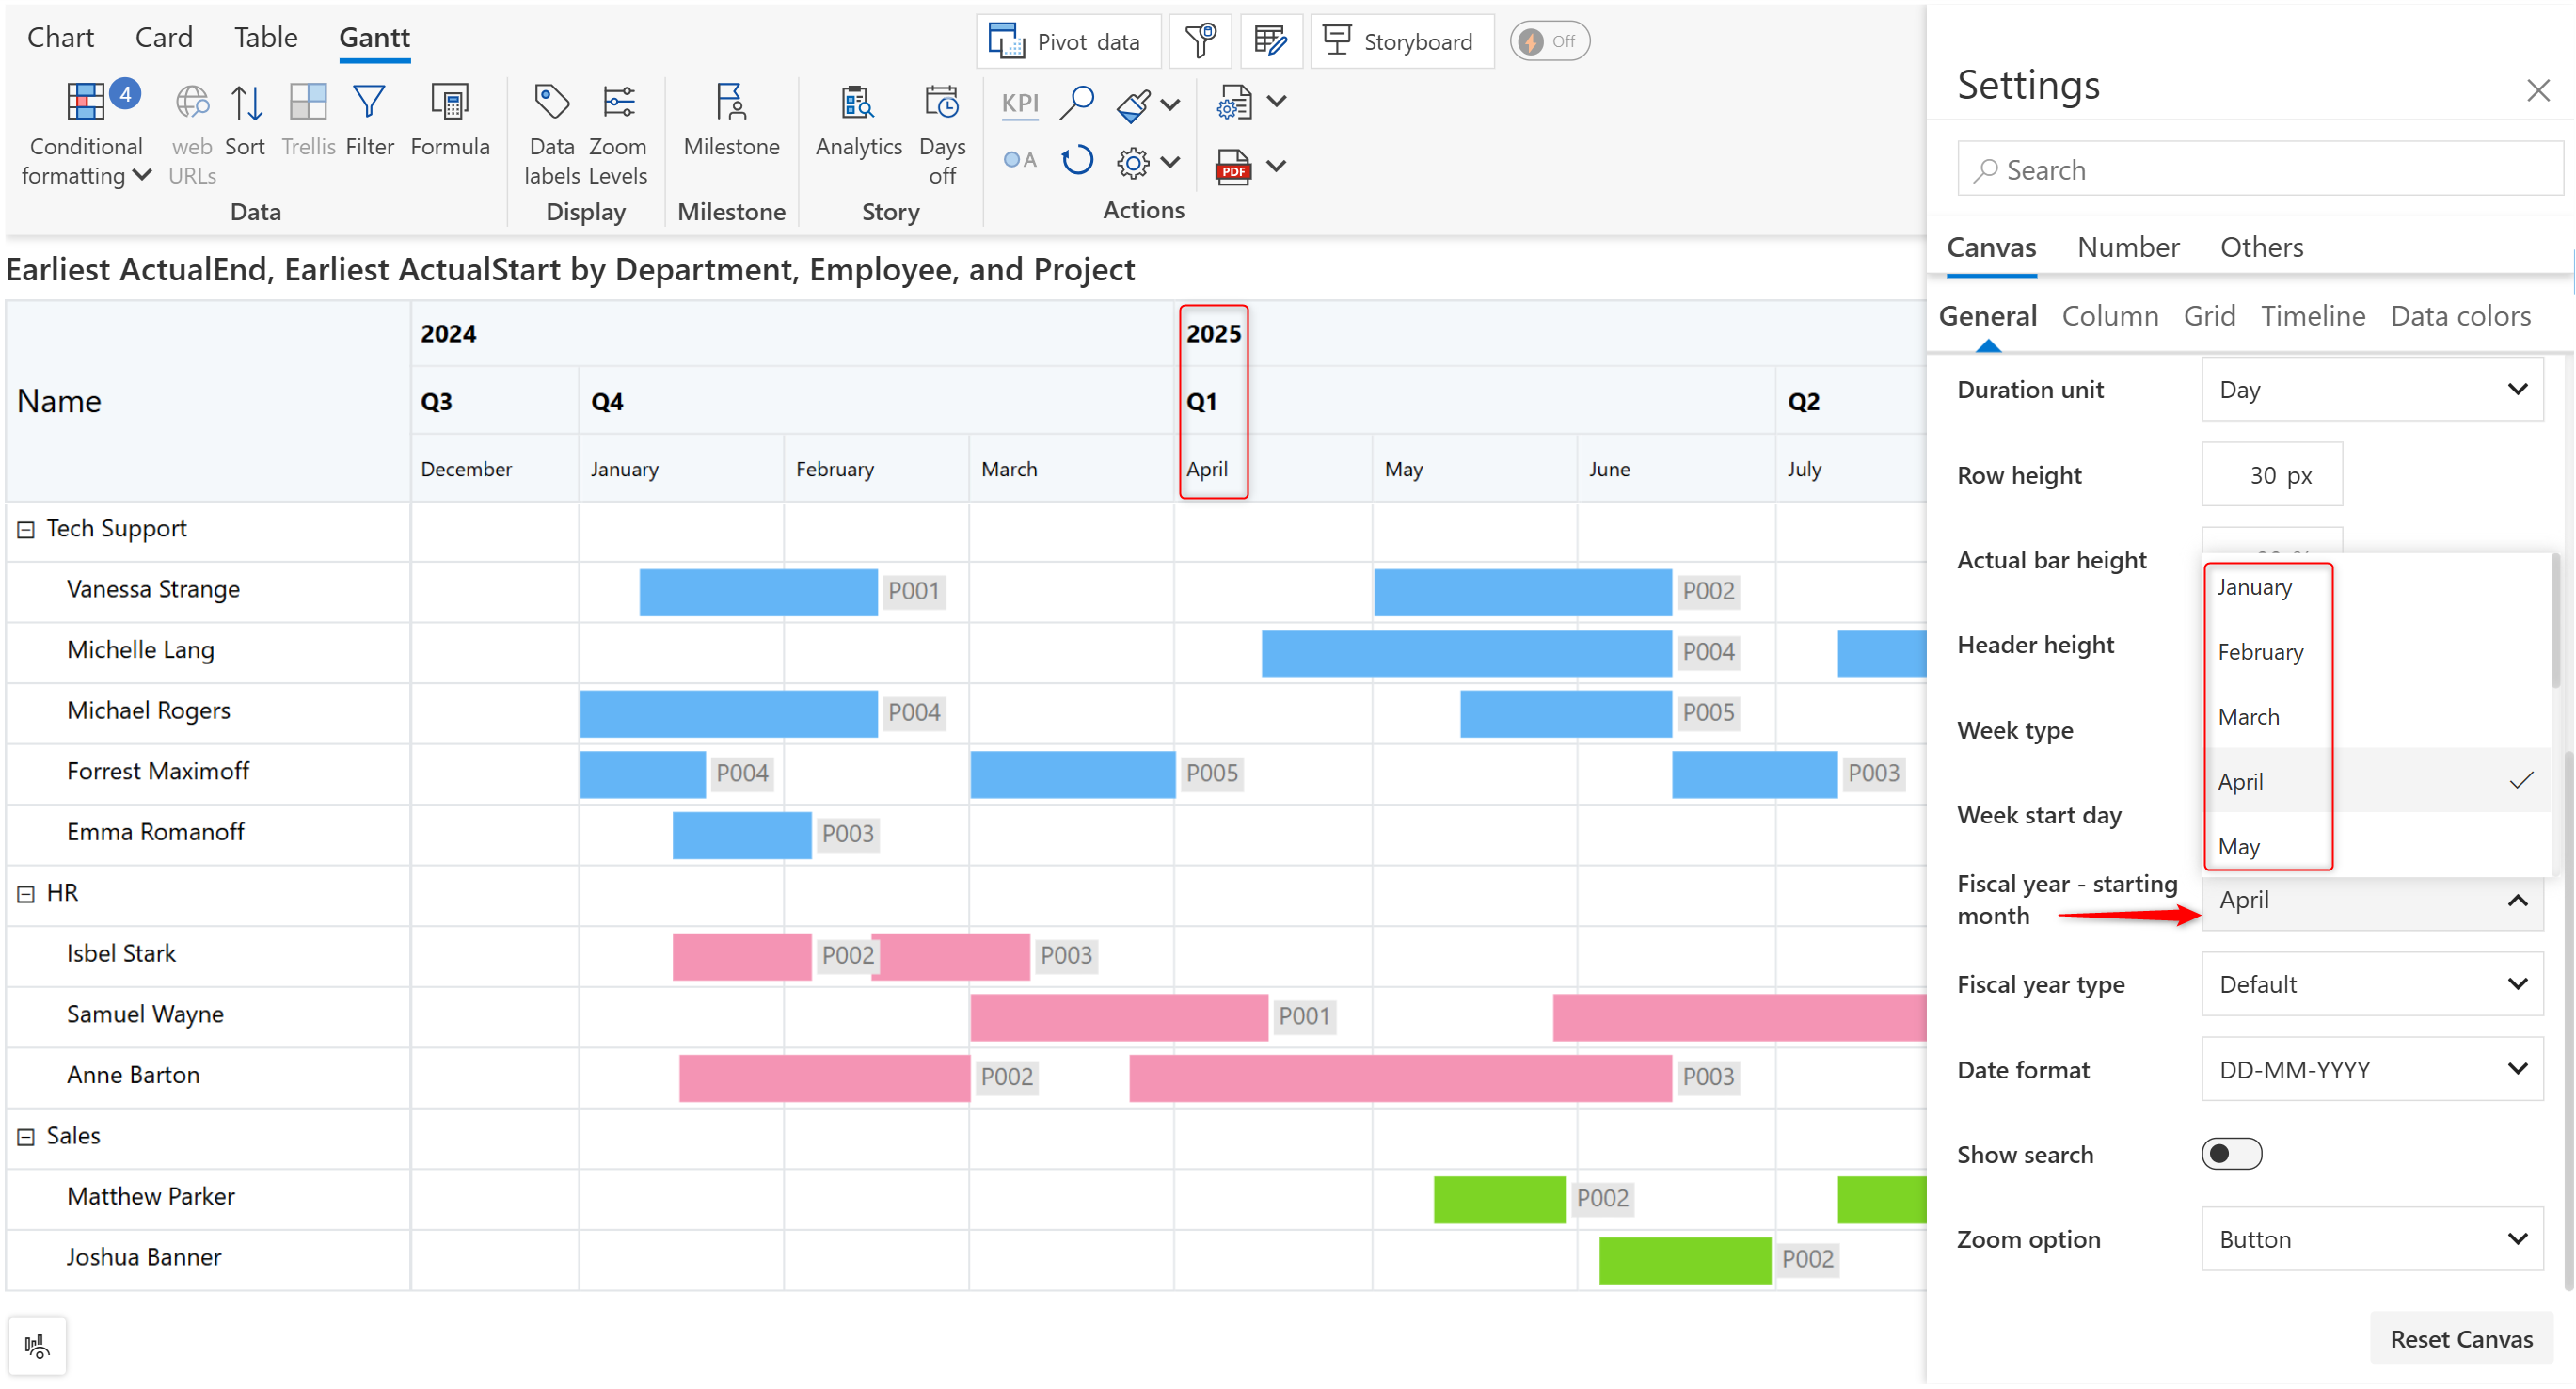 Chart Card Table Gantt
Pivot data Storyboard Off
4
KPI
Conditional formatting
web URLs
Sort
Trellis
Filter
Formula
Data labels
Zoom Levels
Milestone
Analytics
Days off
A
PDF
Data Display Milestone Story Actions
Earliest ActualEnd, Earliest ActualStart by Department, Employee, and Project
Name
2024 2025
Q3 Q4 Q1 Q2
December January February March April May June July
Tech Support
Vanessa Strange P001 P002
Michelle Lang P004
Michael Rogers P004 P005
Forrest Maximoff P004 P005 P003
Emma Romanoff P003
HR
Isbel Stark P002 P003
Samuel Wayne P001
Anne Barton P002 P003
Sales
Matthew Parker P002
Joshua Banner P002
Settings
Search
Canvas Number Others
General Column Grid Timeline Data colors
Duration unit Day
Row height 30 px
Actual bar height
Header height
Week type
Week start day
January
February
March
April
May
Fiscal year - starting
month
April
Fiscal year type Default
Date format DD-MM-YYYY
Show search
Zoom option Button
Reset Canvas